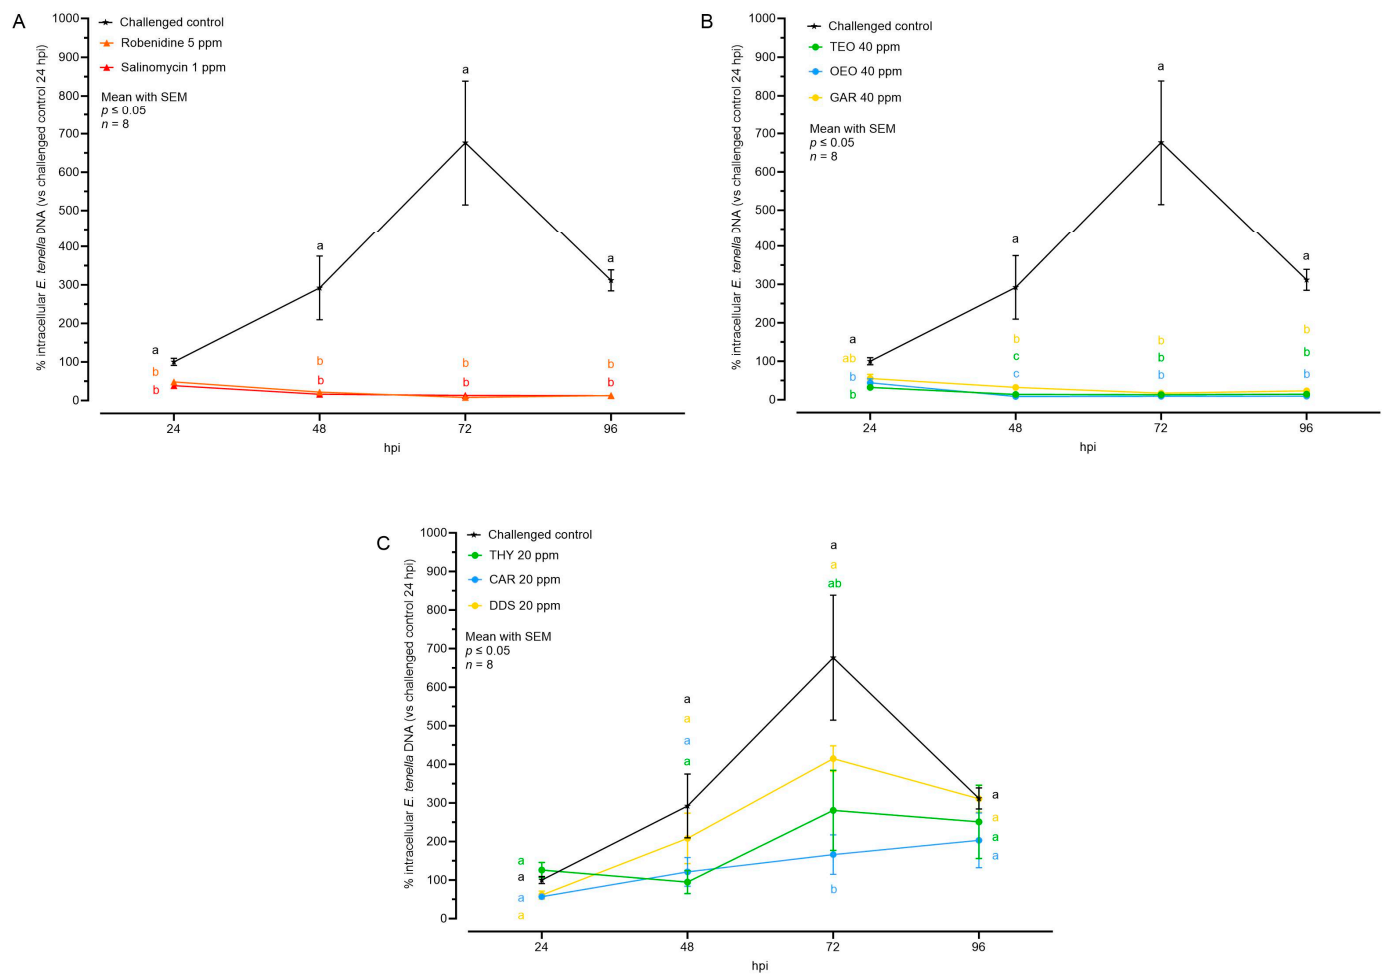 A
1000
900
800
700
600
500
400
300
200
100
0
% intracellular E. tenella DNA (vs challenged control 24 hpi)
Challenged control
Robenidine 5 ppm
Salinomycin 1 ppm
Mean with SEM
p ≤ 0.05
n = 8
a
a
a
a
b
b
b
b
b
b
b
b
24 48 72 96
hpi
B
1000
900
800
700
600
500
400
300
200
100
0
% intracellular E. tenella DNA (vs challenged control 24 hpi)
Challenged control
TEO 40 ppm
OEO 40 ppm
GAR 40 ppm
Mean with SEM
p ≤ 0.05
n = 8
a
a
a
a
ab
b
b
b
c
c
b
b
b
b
b
b
24 48 72 96
hpi
C
1000
900
800
700
600
500
400
300
200
100
0
% intracellular E. tenella DNA (vs challenged control 24 hpi)
Challenged control
THY 20 ppm
CAR 20 ppm
DDS 20 ppm
Mean with SEM
p ≤ 0.05
n = 8
a
a
a
a
a
a
a
a
a
a
ab
b
a
a
a
a
24 48 72 96
hpi